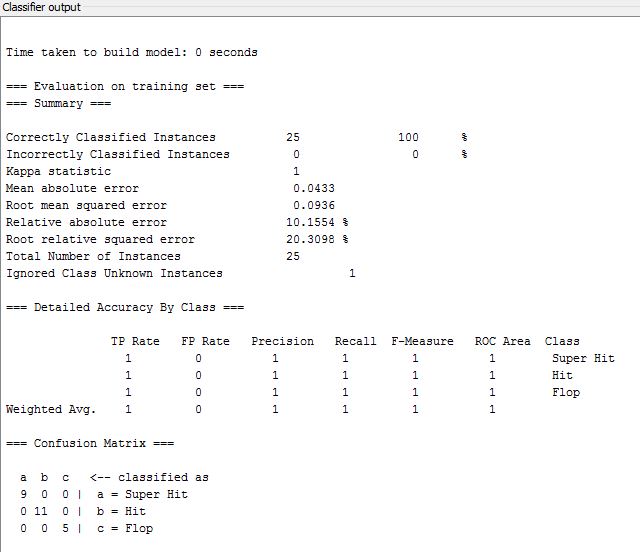 Classifier output
Time taken to build model: 0 seconds
=== Evaluation on training set ===
=== Summary ===
Correctly Classified Instances          25              100      %
Incorrectly Classified Instances         0                0      %
Kappa statistic                          1
Mean absolute error                      0.0433
Root mean squared error                  0.0936
Relative absolute error                 10.1554 %
Root relative squared error             20.3098 %
Total Number of Instances               25
Ignored Class Unknown Instances                  1
=== Detailed Accuracy By Class ===
               TP Rate   FP Rate   Precision   Recall  F-Measure   ROC Area  Class
                 1         0          1         1         1          1        Super Hit
                 1         0          1         1         1          1        Hit
                 1         0          1         1         1          1        Flop
Weighted Avg.    1         0          1         1         1          1
=== Confusion Matrix ===
  a  b  c   <-- classified as
  9  0  0 |  a = Super Hit
  0 11  0 |  b = Hit
  0  0  5 |  c = Flop